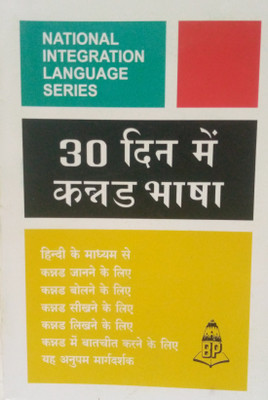 NATIONAL
INTEGRATION
LANGUAGE
SERIES
30 दिन में
कन्नड भाषा
हिन्दी के माध्यम से
कन्नड जानने के लिए
कन्नड बोलने के लिए
कन्नड सीखने के लिए
कन्नड लिखने के लिए
कन्नड में बातचीत करने के लिए
यह अनुपम मार्गदर्शक
BP